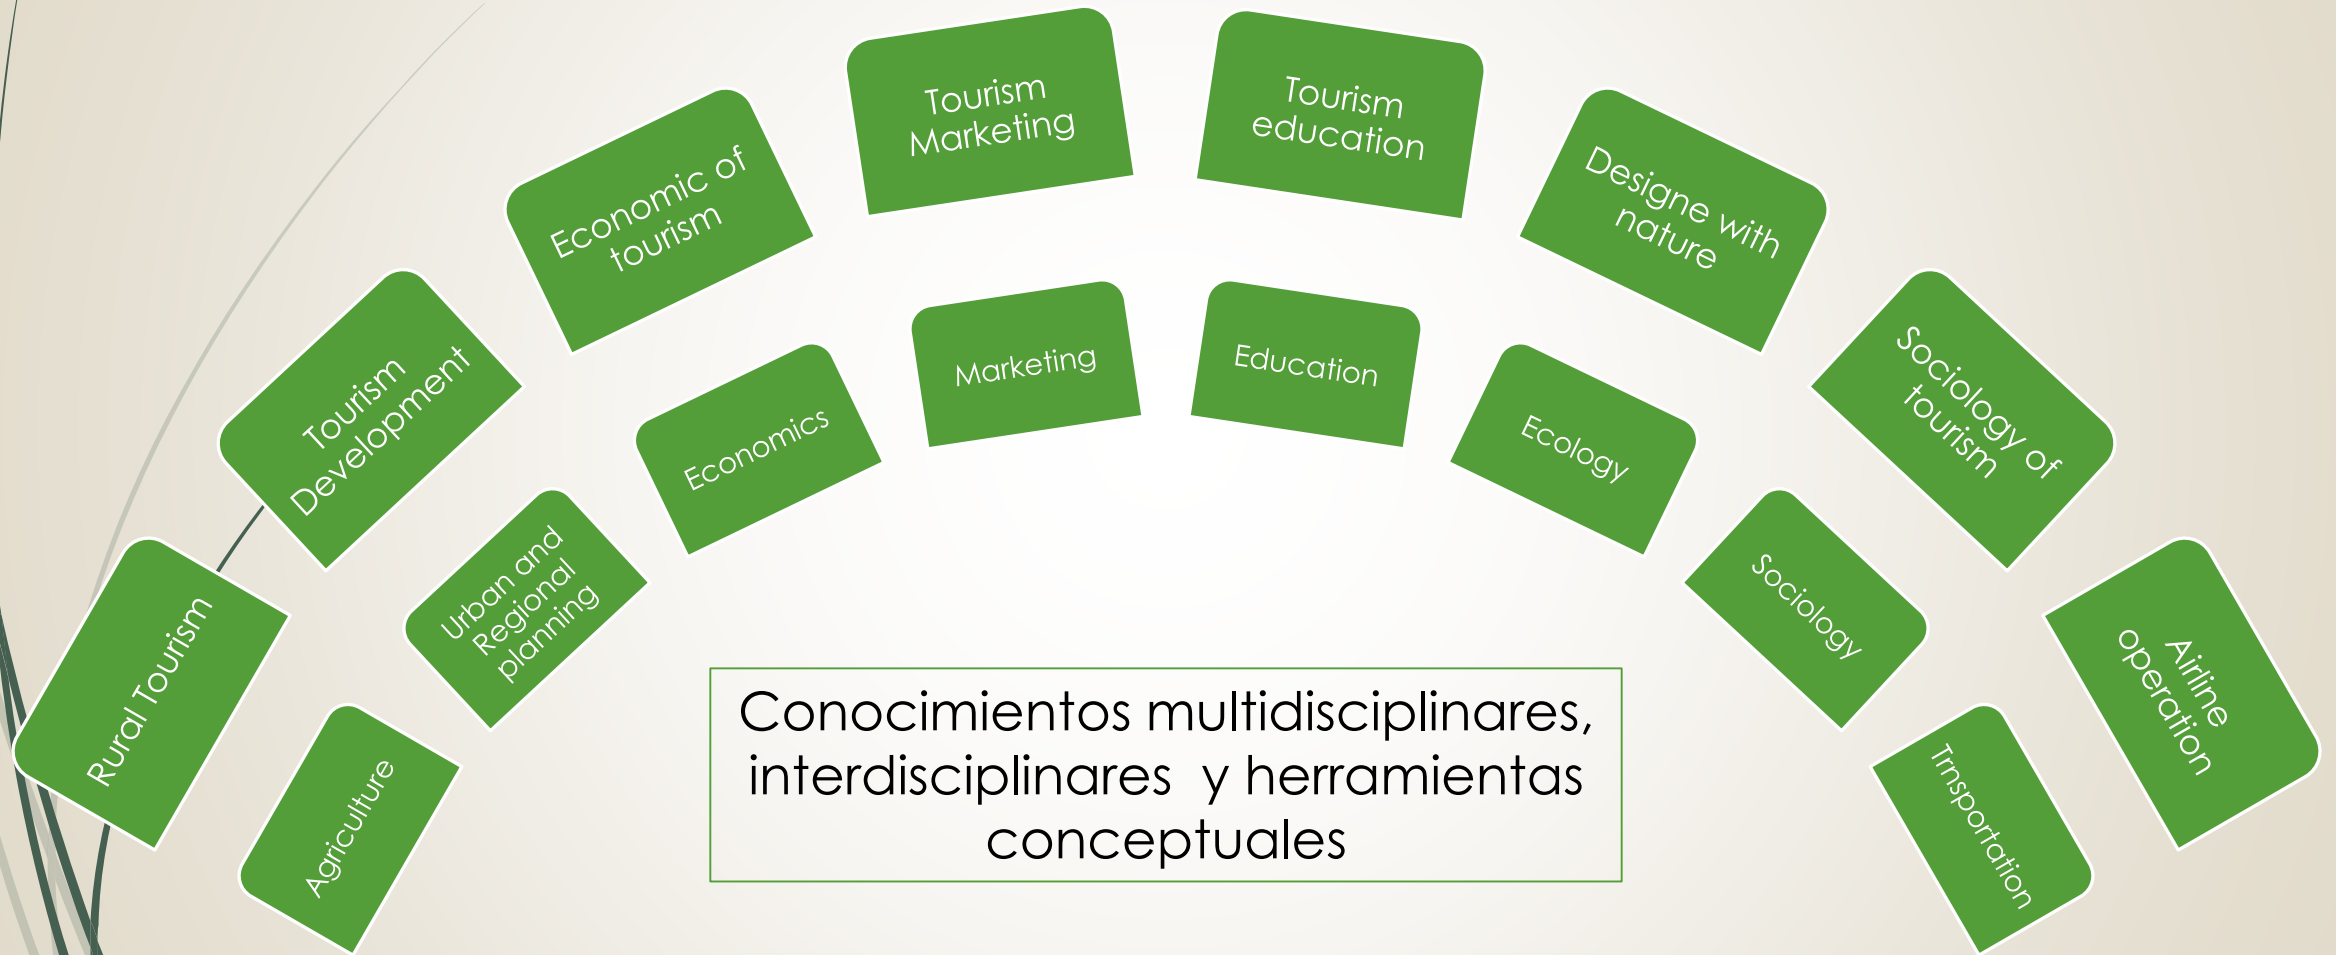 Rural Tourism
Tourism
Development
Economic of
tourism
Tourism
Marketing
Tourism
education
Designe with
nature
Sociology of
tourism
Airline
operation
Agriculture
Urban and
Regional
planning
Economics
Marketing
Education
Ecology
Sociology
Trnsportation
Conocimientos multidisciplinares,
interdisciplinares y herramientas
conceptuales